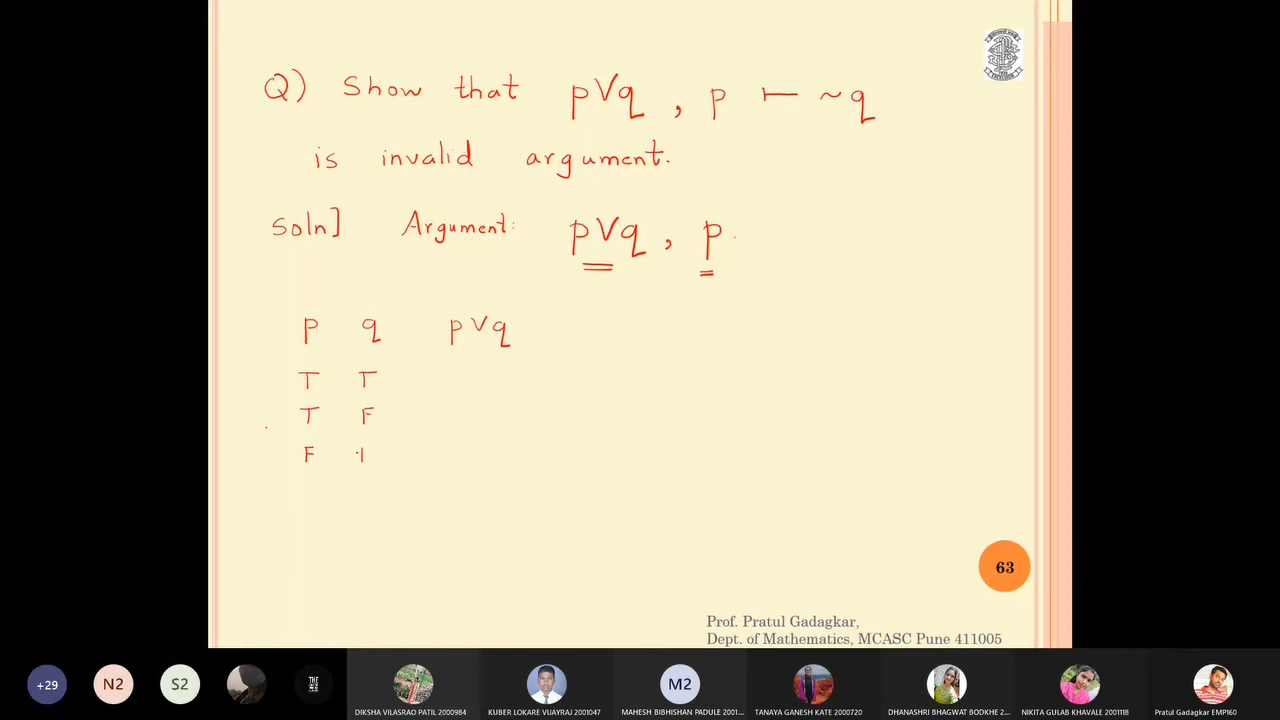 Q) Show that p∨q , p ⊢ ~q
is invalid argument.
Soln] Argument: p∨q , p
p q p∨q
T T
T F
F
63
Prof. Pratul Gadagkar,
Dept. of Mathematics, MCASC Pune 411005
+29 N2 S2 M2
DIKSHA VILASRAO PATIL 2000984 KUBER LOKARE VIJAYRAJ 2001047 MAHESH BIBHISHAN PADULE 2001... TANAYA GANESH KATE 2000720 DHANASHRI BHAGWAT BODKHE 2... NIKITA GULAB KHAVALE 2001118 Pratul Gadagkar EMP160